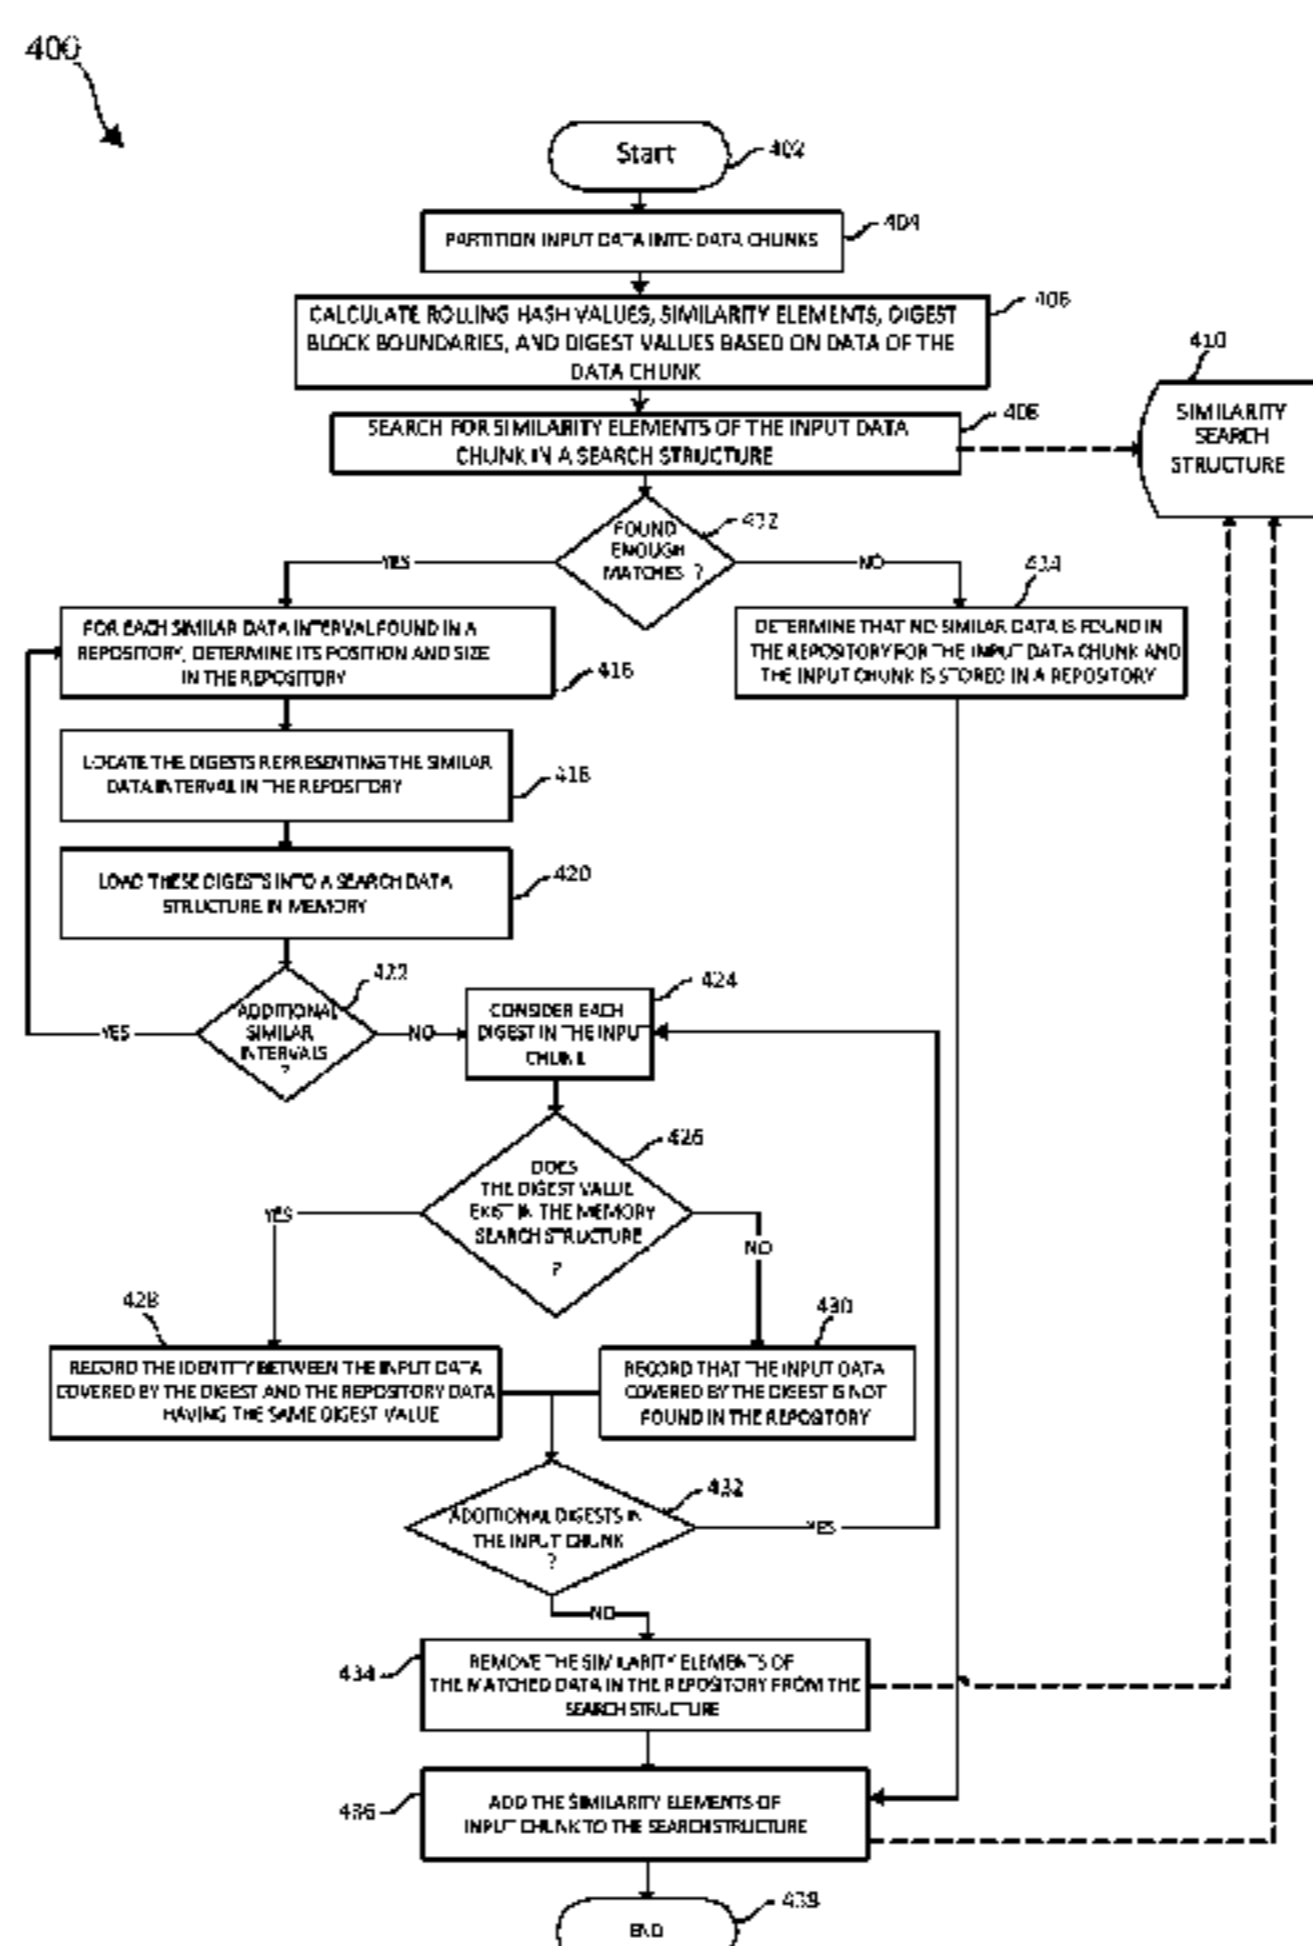 400
Start
402
PARTITION INPUT DATA INTO DATA CHUNKS
404
CALCULATE ROLLING HASH VALUES, SIMILARITY ELEMENTS, DIGEST
BLOCK BOUNDARIES, AND DIGEST VALUES BASED ON DATA OF THE
DATA CHUNK
406
SEARCH FOR SIMILARITY ELEMENTS OF THE INPUT DATA
CHUNK IN A SEARCH STRUCTURE
408
410
SIMILARITY
SEARCH
STRUCTURE
FOUND
ENOUGH
MATCHES ?
412
YES
NO
414
FOR EACH SIMILAR DATA INTERVAL FOUND IN A
REPOSITORY, DETERMINE ITS POSITION AND SIZE
IN THE REPOSITORY
416
DETERMINE THAT NO SIMILAR DATA IS FOUND IN
THE REPOSITORY FOR THE INPUT DATA CHUNK AND
THE INPUT CHUNK IS STORED IN A REPOSITORY
LOCATE THE DIGESTS REPRESENTING THE SIMILAR
DATA INTERVAL IN THE REPOSITORY
418
LOAD THESE DIGESTS INTO A SEARCH DATA
STRUCTURE IN MEMORY
420
ADDITIONAL
SIMILAR
INTERVALS
?
422
YES
NO
CONSIDER EACH
DIGEST IN THE INPUT
CHUNK
424
DOES
THE DIGEST VALUE
EXIST IN THE MEMORY
SEARCH STRUCTURE
?
426
YES
NO
428
RECORD THE IDENTITY BETWEEN THE INPUT DATA
COVERED BY THE DIGEST AND THE REPOSITORY DATA
HAVING THE SAME DIGEST VALUE
430
RECORD THAT THE INPUT DATA
COVERED BY THE DIGEST IS NOT
FOUND IN THE REPOSITORY
ADDITIONAL DIGESTS IN
THE INPUT CHUNK
?
432
YES
NO
434
REMOVE THE SIMILARITY ELEMENTS OF
THE MATCHED DATA IN THE REPOSITORY FROM THE
SEARCH STRUCTURE
436
ADD THE SIMILARITY ELEMENTS OF
INPUT CHUNK TO THE SEARCH STRUCTURE
END
438